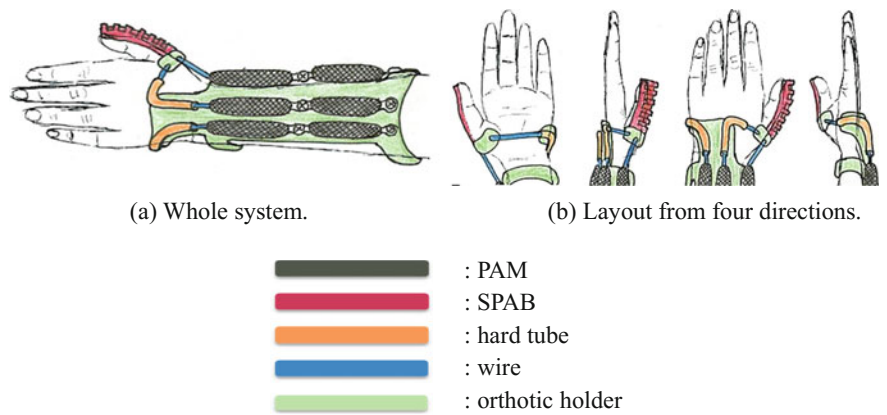 (a) Whole system.
(b) Layout from four directions.
: PAM
: SPAB
: hard tube
: wire
: orthotic holder